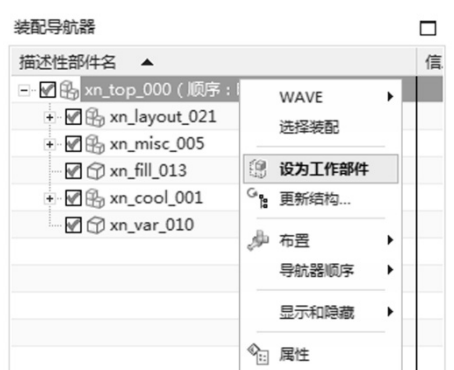 装配导航器
描述性部件名 ▲ 信
xn_top_000 ( 顺序 :
xn_layout_021
xn_misc_005
xn_fill_013
xn_cool_001
xn_var_010
WAVE
选择装配
设为工作部件
更新结构...
布置
导航器顺序
显示和隐藏
属性